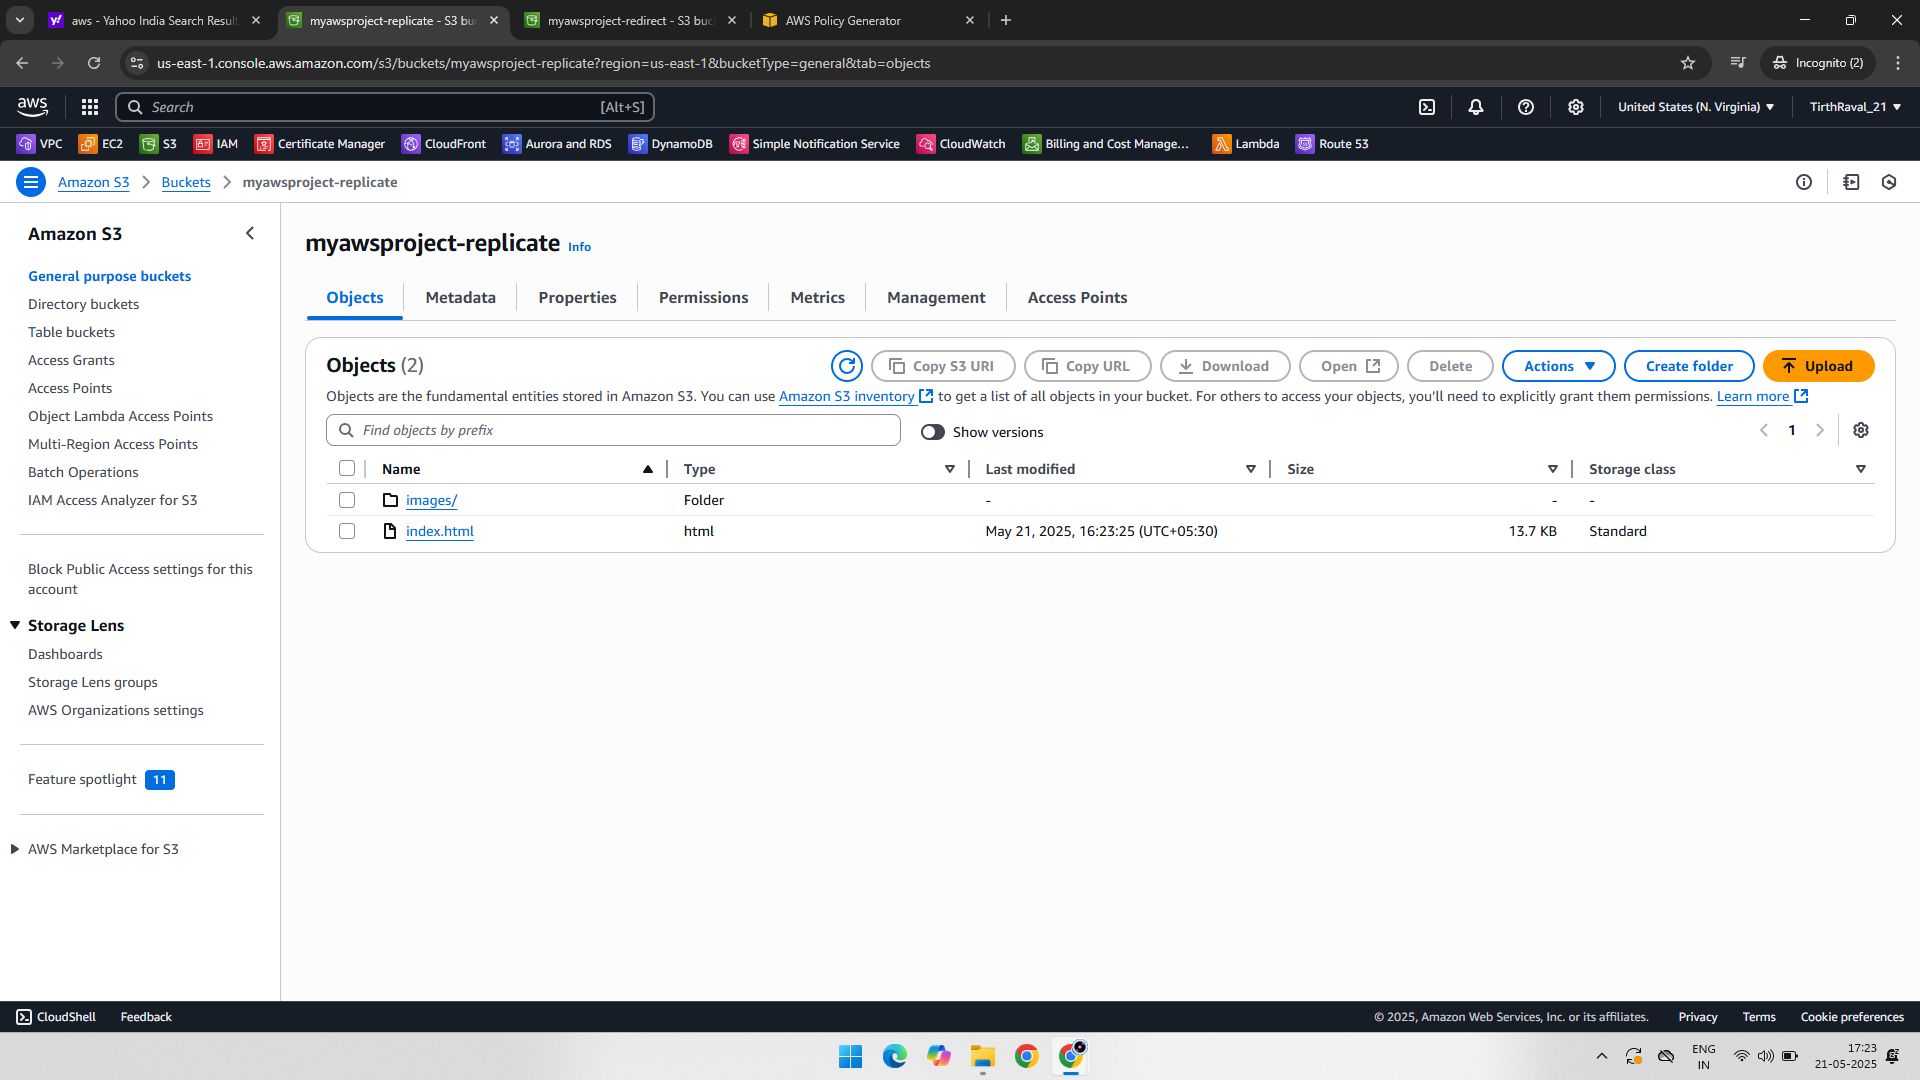 aws - Yahoo India Search Result
myawsproject-replicate - S3 bu
myawsproject-redirect - S3 buc
AWS Policy Generator
us-east-1.console.aws.amazon.com/s3/buckets/myawsproject-replicate?region=us-east-1&bucketType=general&tab=objects
Incognito (2)
aws
Search
[Alt+S]
United States (N. Virginia)
TirthRaval_21
VPC
EC2
S3
IAM
Certificate Manager
CloudFront
Aurora and RDS
DynamoDB
Simple Notification Service
CloudWatch
Billing and Cost Manage...
Lambda
Route 53
Amazon S3
Buckets
myawsproject-replicate
Amazon S3
General purpose buckets
Directory buckets
Table buckets
Access Grants
Access Points
Object Lambda Access Points
Multi-Region Access Points
Batch Operations
IAM Access Analyzer for S3
Block Public Access settings for this
account
Storage Lens
Dashboards
Storage Lens groups
AWS Organizations settings
Feature spotlight 11
AWS Marketplace for S3
myawsproject-replicate Info
Objects
Metadata
Properties
Permissions
Metrics
Management
Access Points
Objects (2)
Copy S3 URI
Copy URL
Download
Open
Delete
Actions
Create folder
Upload
Objects are the fundamental entities stored in Amazon S3. You can use Amazon S3 inventory to get a list of all objects in your bucket. For others to access your objects, you'll need to explicitly grant them permissions. Learn more
Find objects by prefix
Show versions
1
Name Type Last modified Size Storage class
images/ Folder - - -
index.html html May 21, 2025, 16:23:25 (UTC+05:30) 13.7 KB Standard
CloudShell
Feedback
© 2025, Amazon Web Services, Inc. or its affiliates.
Privacy
Terms
Cookie preferences
ENG
IN
17:23
21-05-2025